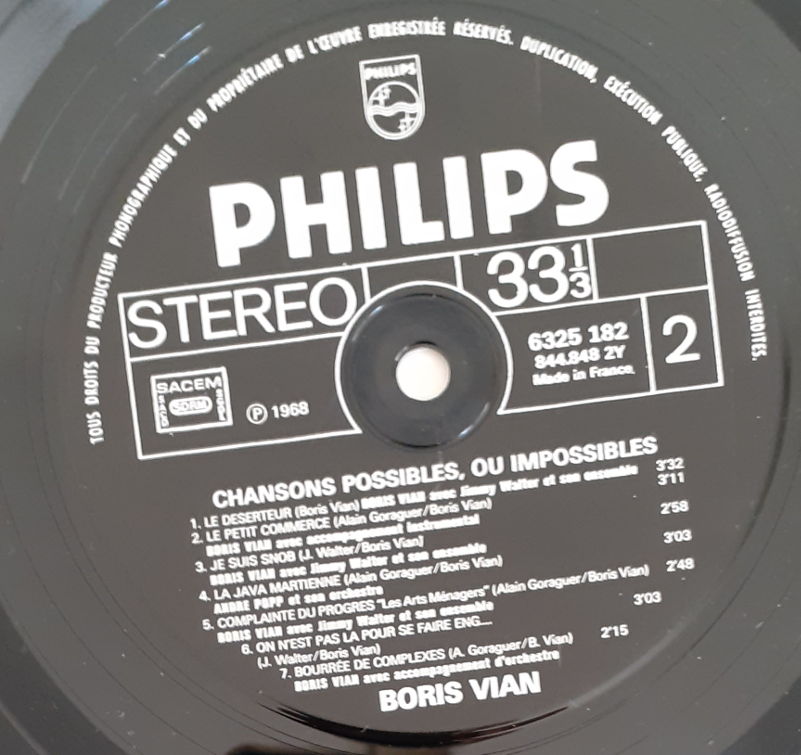 TOUS DROITS DU PRODUCTEUR PHONOGRAPHIQUE ET DU PROPRIÉTAIRE DE L'ŒUVRE ENREGISTRÉE RÉSERVÉS. DUPLICATION, EXÉCUTION PUBLIQUE, RADIODIFFUSION INTERDITES.
PHILIPS
PHILIPS
STEREO
33 1/3
6325 182
844.848 2Y
Made in France
2
SACEM
SDRM
SACD
SGDL
℗ 1968
CHANSONS POSSIBLES, OU IMPOSSIBLES
1. LE DESERTEUR (Boris Vian) BORIS VIAN avec Jimmy Walter et son ensemble 3'32
2. LE PETIT COMMERCE (Alain Goraguer/Boris Vian) 3'11
BORIS VIAN avec accompagnement instrumental
3. JE SUIS SNOB (J. Walter/Boris Vian) 2'58
BORIS VIAN avec Jimmy Walter et son ensemble
4. LA JAVA MARTIENNE (Alain Goraguer/Boris Vian) 3'03
ANDRE POPP et son orchestre
5. COMPLAINTE DU PROGRES "Les Arts Ménagers" (Alain Goraguer/Boris Vian) 2'48
BORIS VIAN avec Jimmy Walter et son ensemble
6. ON N'EST PAS LA POUR SE FAIRE ENG.... 3'03
(J. Walter/Boris Vian)
7. BOURRÉE DE COMPLEXES (A. Goraguer/B. Vian) 2'15
BORIS VIAN avec accompagnement d'orchestre
BORIS VIAN